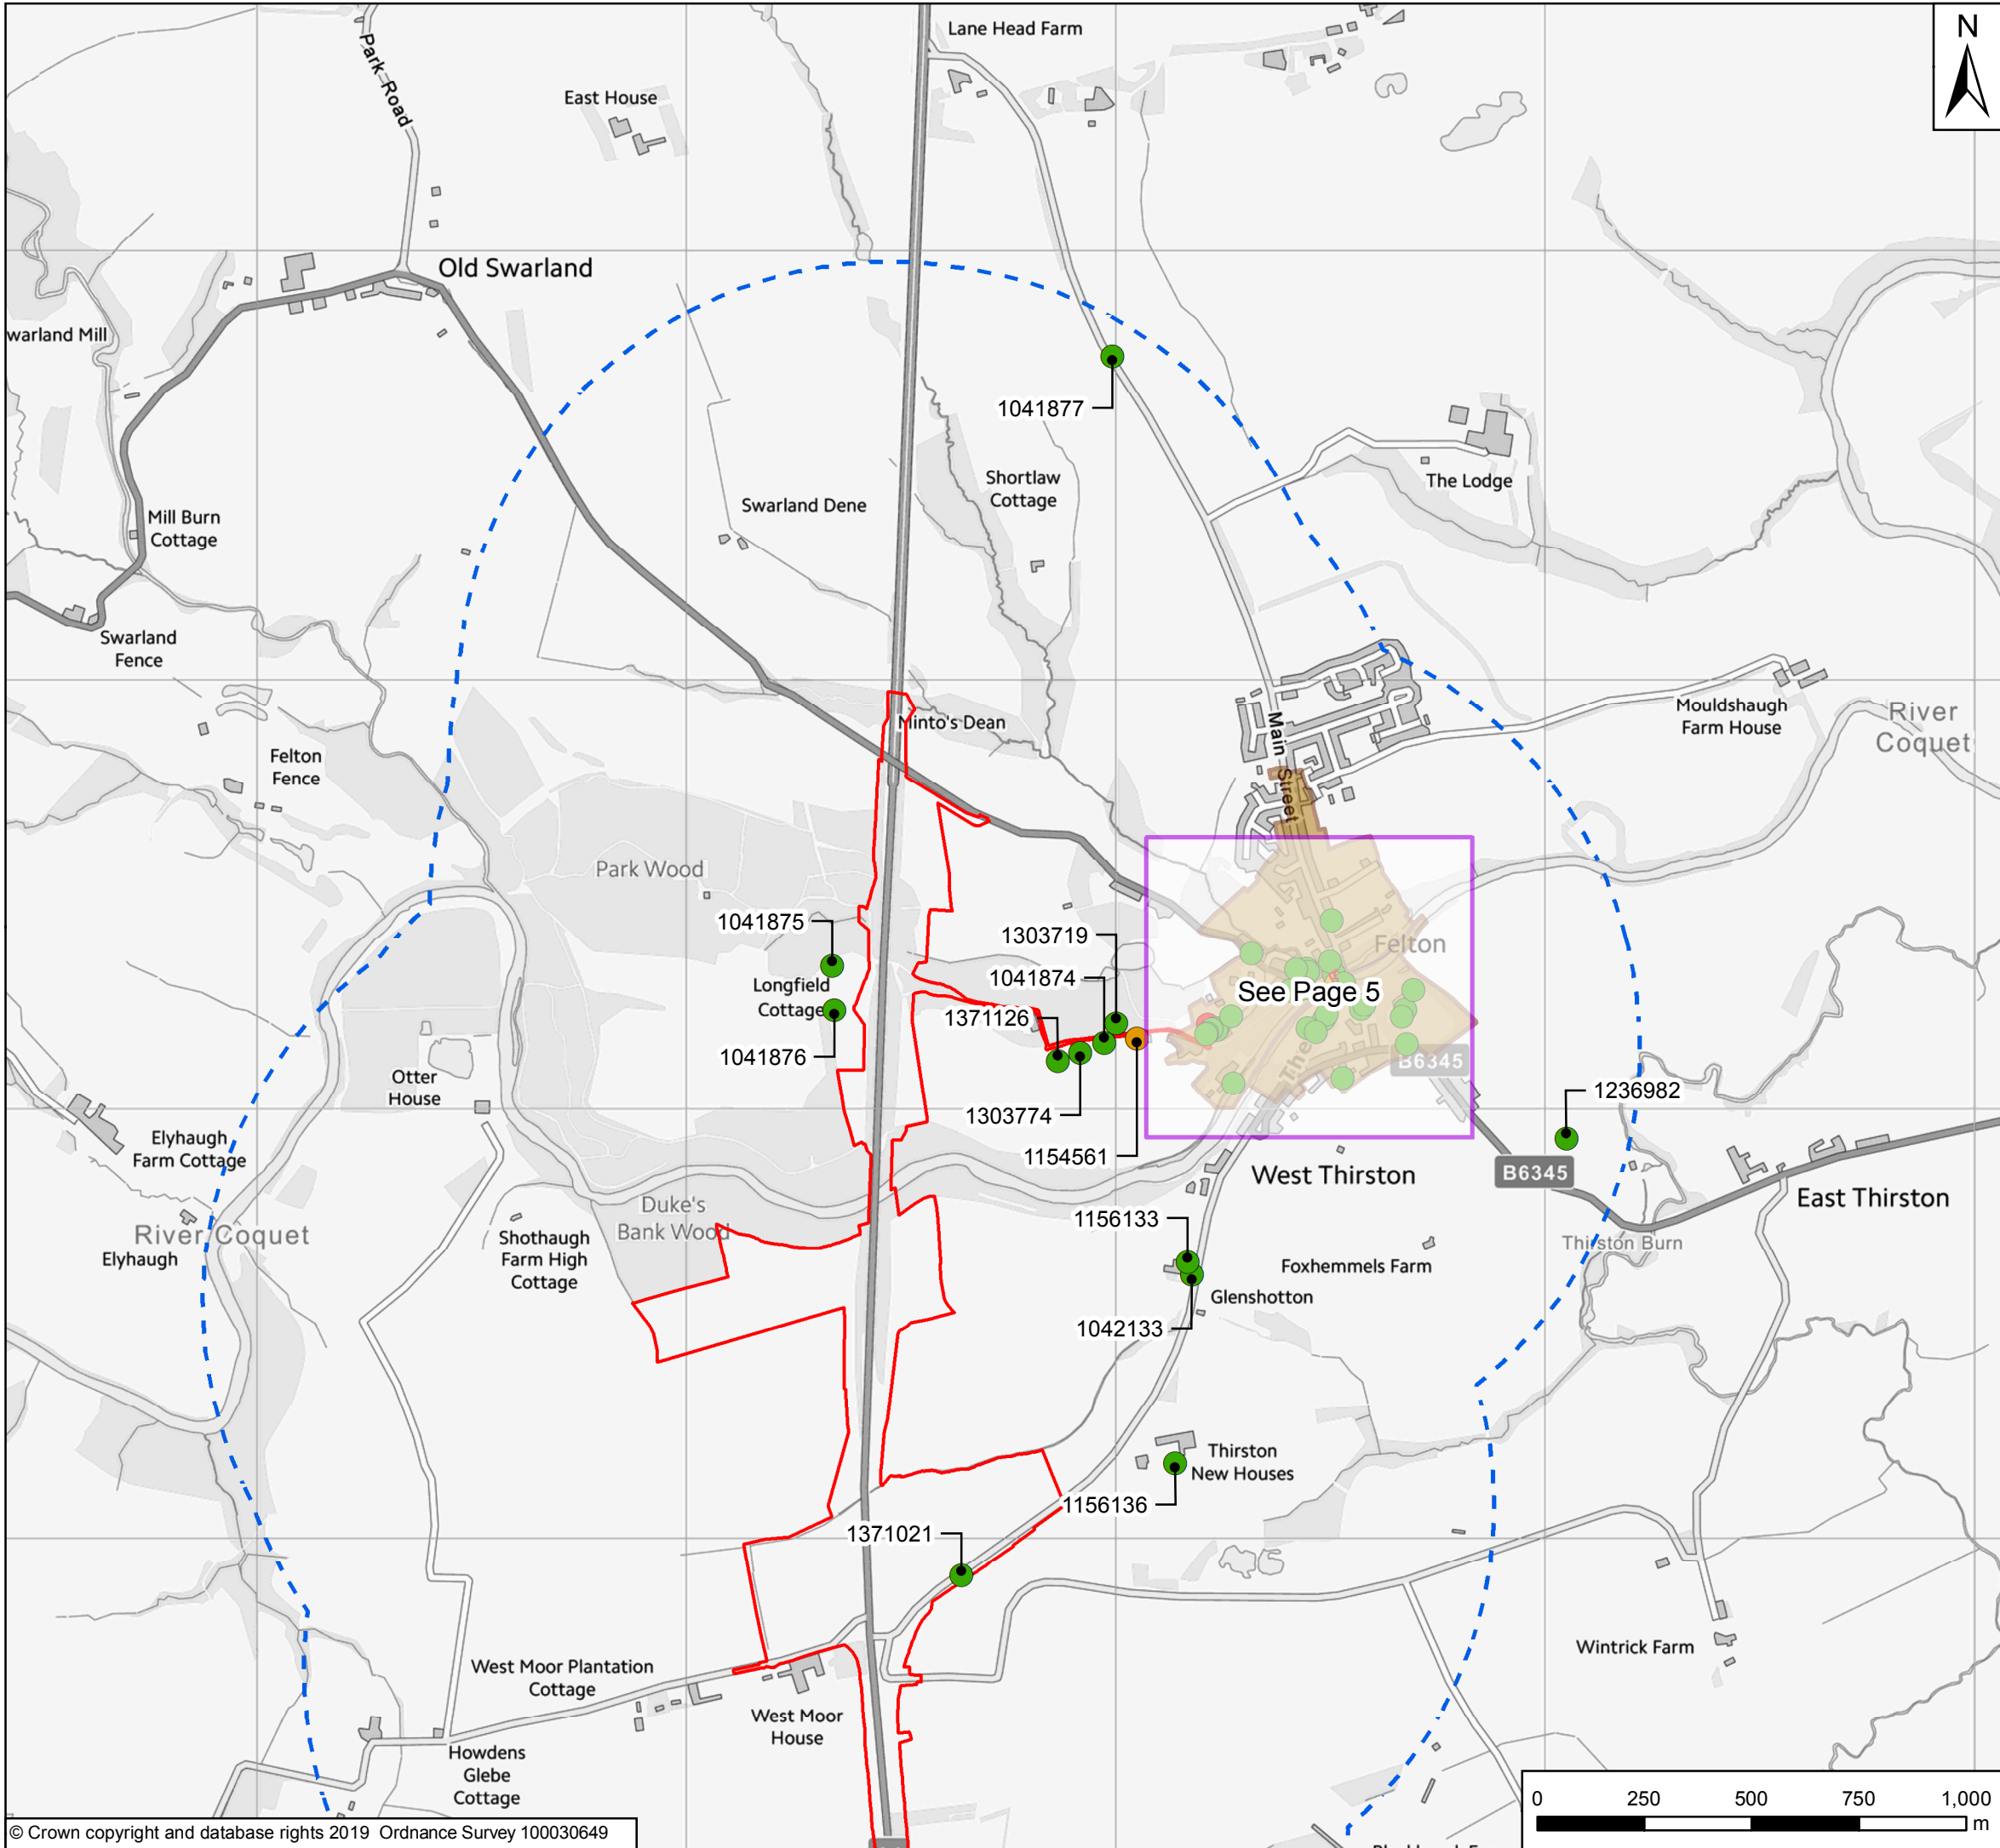 Lane Head Farm
N
Park Road
East House
Old Swarland
warland Mill
1041877
Shortlaw
Cottage
The Lodge
Swarland Dene
Mill Burn
Cottage
Swarland
Fence
Minto's Dean
Main Street
Mouldshaugh
Farm House
River
Coquet
Felton
Fence
Park Wood
1041875
1303719
Felton
1041874
Longfield
Cottage
See Page 5
1371126
1041876
The
B6345
Otter
House
1303774
1236982
Elyhaugh
Farm Cottage
1154561
West Thirston
B6345
East Thirston
Duke's
Bank Wood
1156133
River Coquet
Shothaugh
Farm High
Cottage
Elyhaugh
Thirston Burn
Foxhemmels Farm
Glenshotton
1042133
Thirston
New Houses
1156136
1371021
Wintrick Farm
West Moor Plantation
Cottage
West Moor
House
Howdens
Glebe
Cottage
0 250 500 750 1,000
m
© Crown copyright and database rights 2019 Ordnance Survey 100030649